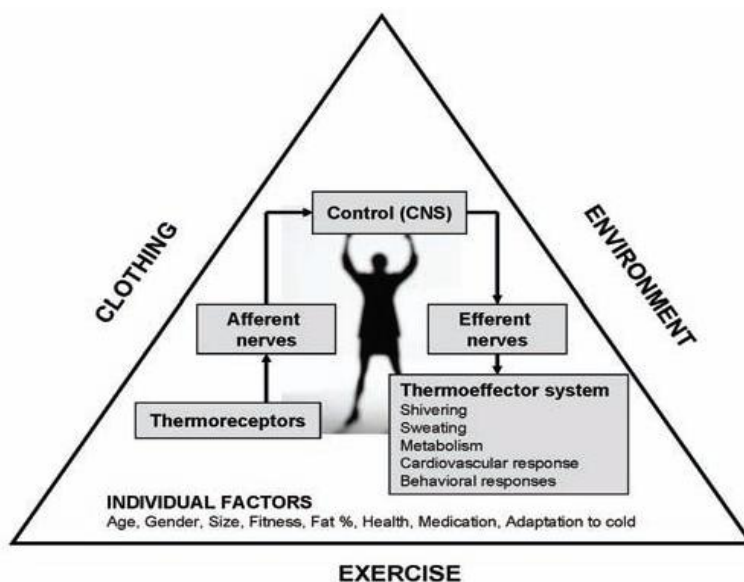 CLOTHING
ENVIRONMENT
Control (CNS)
Afferent
nerves
Efferent
nerves
Thermoreceptors
Thermoeffector system
Shivering
Sweating
Metabolism
Cardiovascular response
Behavioral responses
INDIVIDUAL FACTORS
Age, Gender, Size, Fitness, Fat %, Health, Medication, Adaptation to cold
EXERCISE